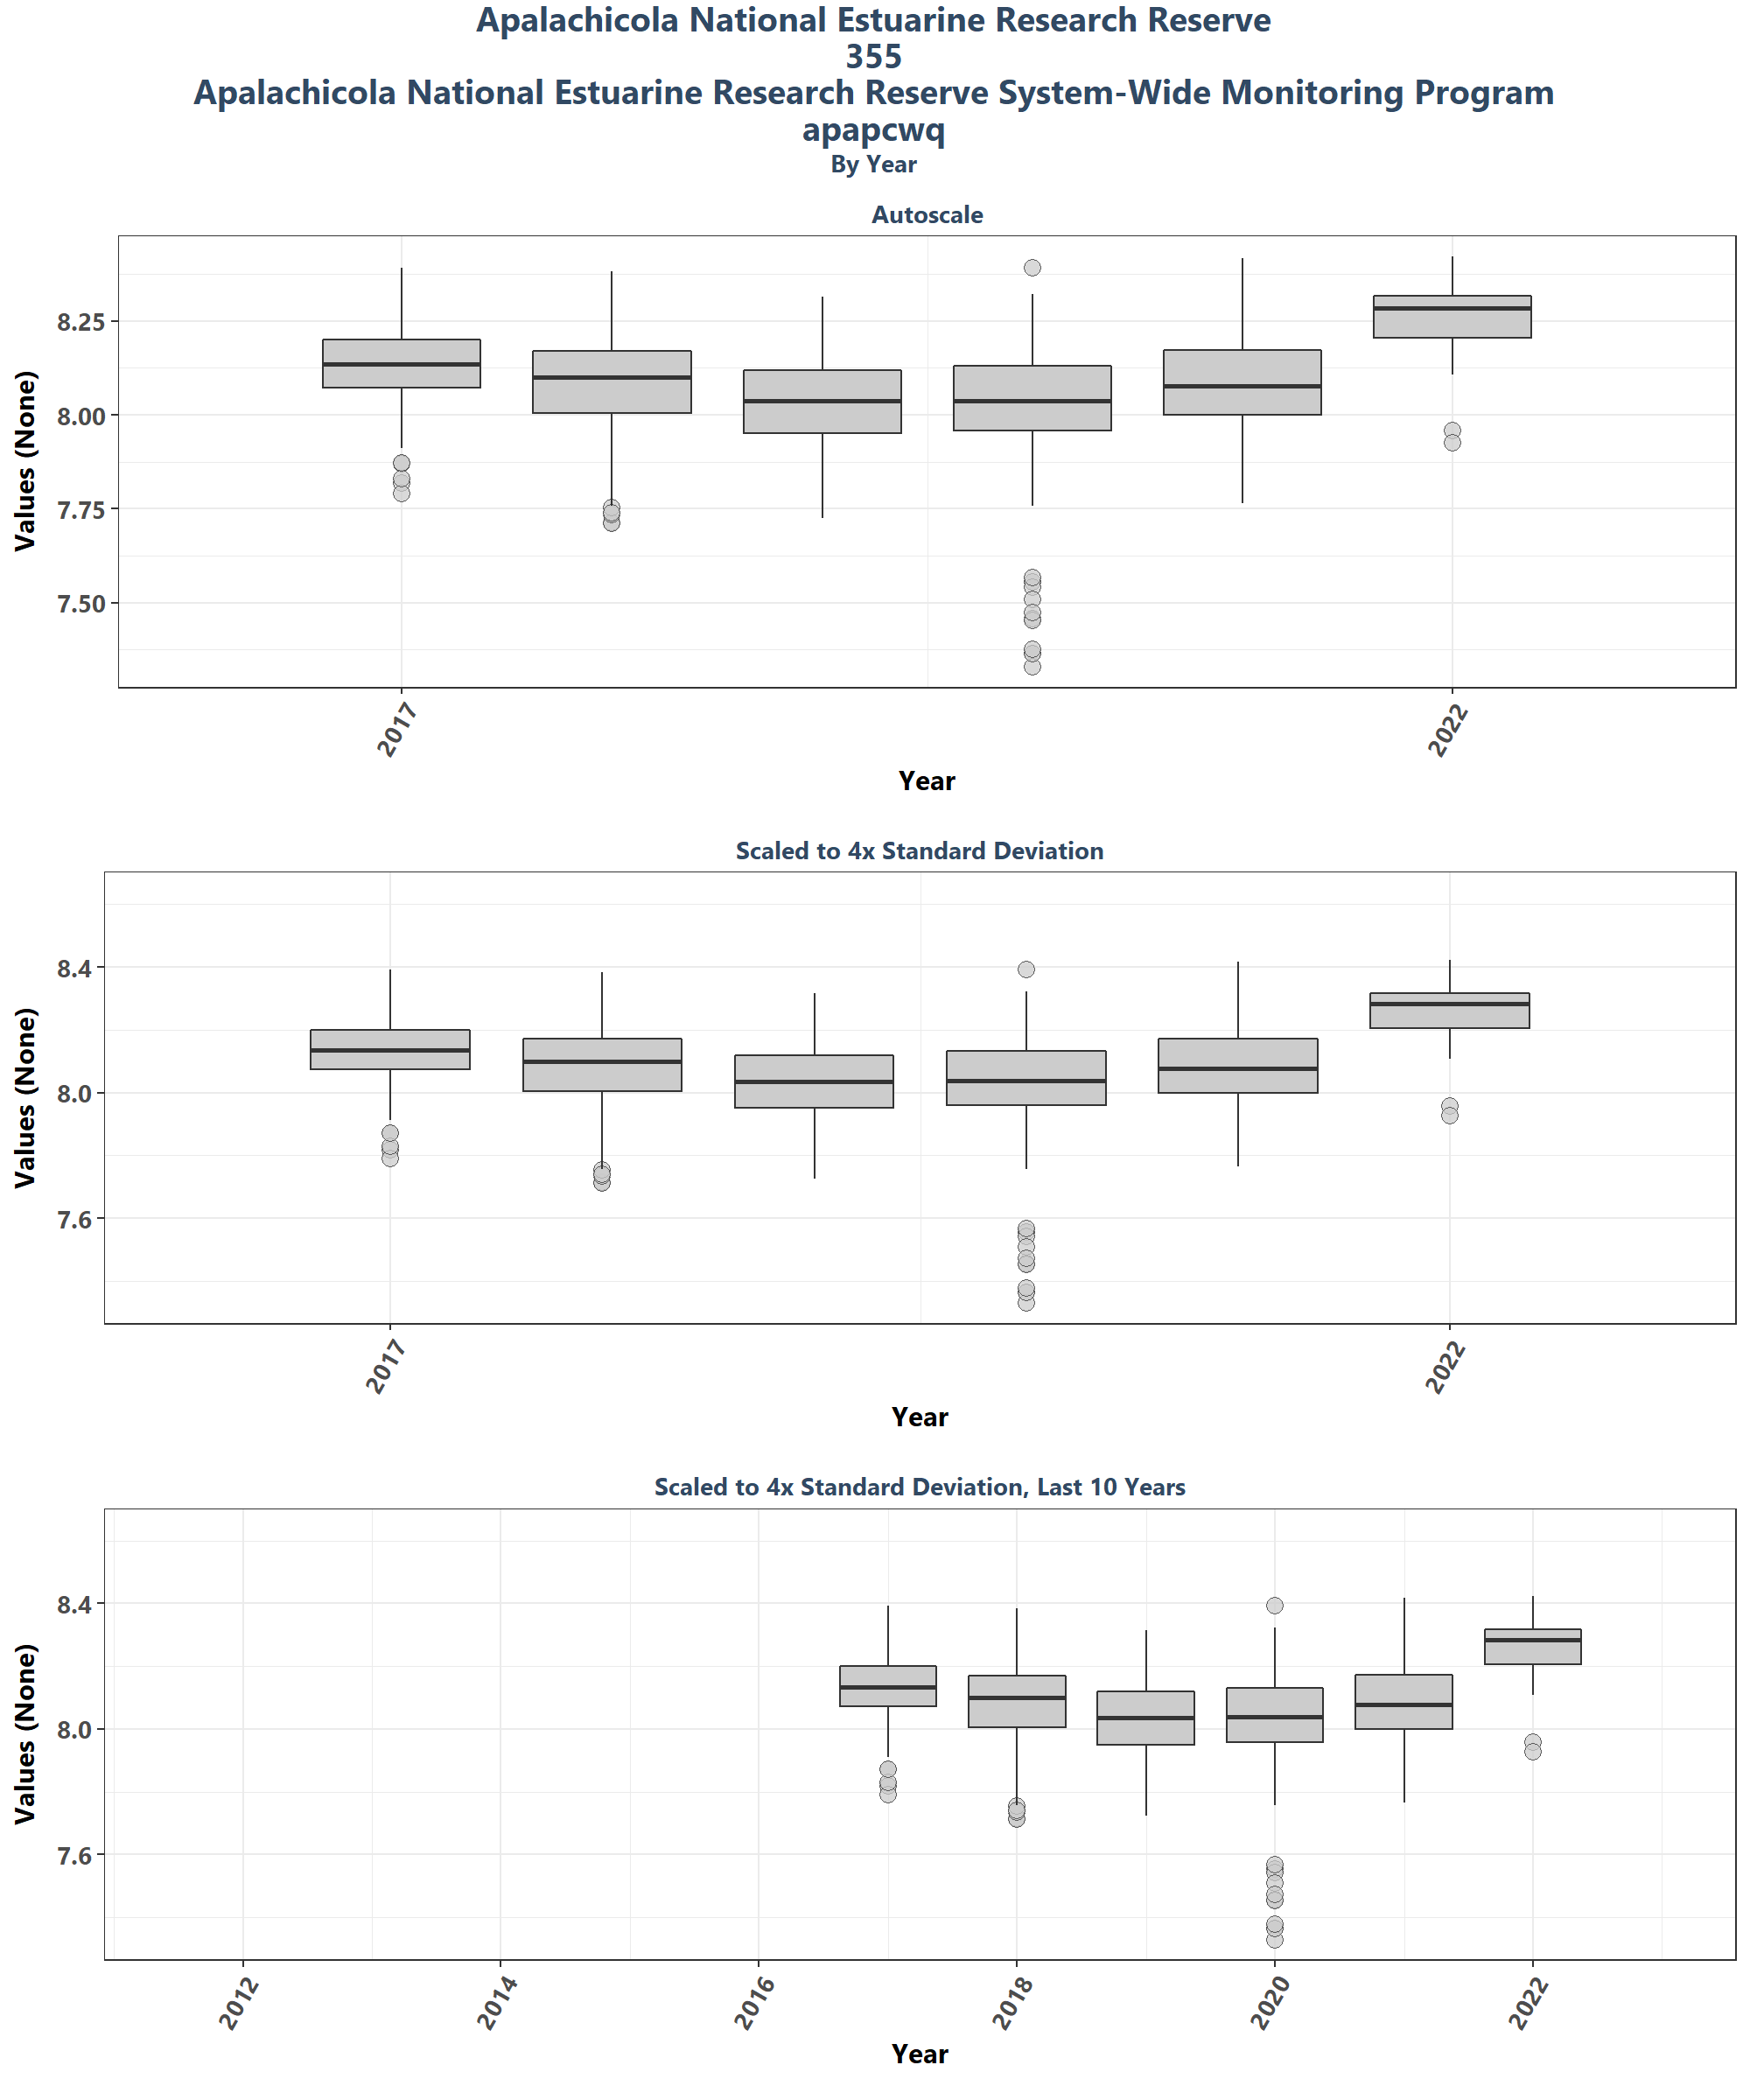 Apalachicola National Estuarine Research Reserve
355
Apalachicola National Estuarine Research Reserve System-Wide Monitoring Program
apapcwq
By Year
Autoscale
Values (None)
8.25
8.00
7.75
7.50
2017
2022
Year
Scaled to 4x Standard Deviation
Values (None)
8.4
8.0
7.6
2017
2022
Year
Scaled to 4x Standard Deviation, Last 10 Years
Values (None)
8.4
8.0
7.6
2012
2014
2016
2018
2020
2022
Year